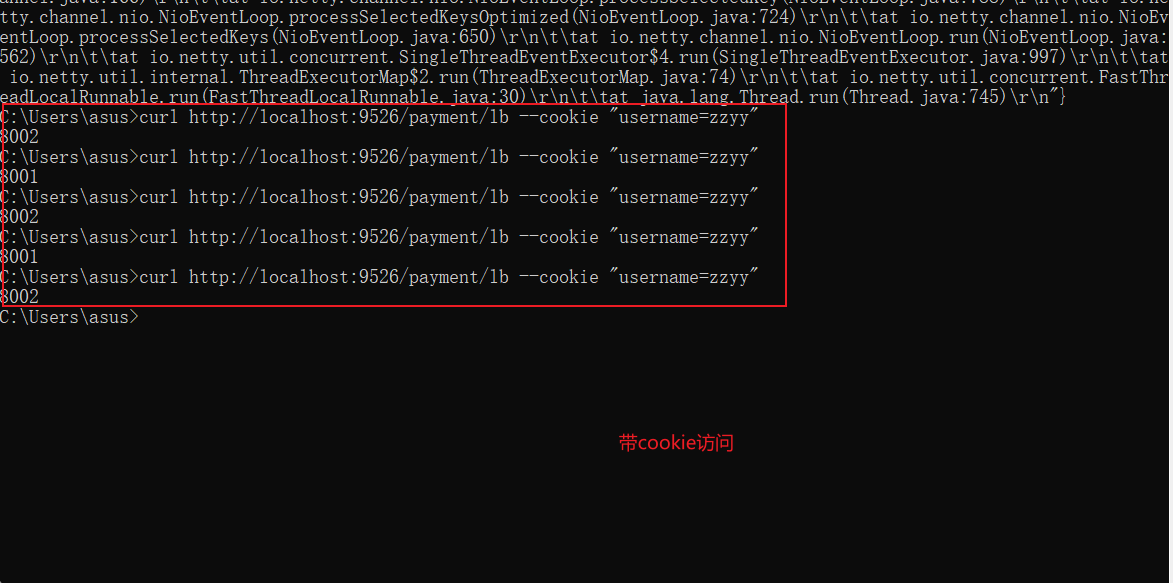 tty.channel.nio.NioEventLoop.processSelectedKeysOptimized(NioEventLoop.java:724)\r\n\t\tat io.netty.channel.nio.NioEv
entLoop.processSelectedKeys(NioEventLoop.java:650)\r\n\t\tat io.netty.channel.nio.NioEventLoop.run(NioEventLoop.java:
562)\r\n\t\tat io.netty.util.concurrent.SingleThreadEventExecutor$4.run(SingleThreadEventExecutor.java:997)\r\n\t\tat
 io.netty.util.internal.ThreadExecutorMap$2.run(ThreadExecutorMap.java:74)\r\n\t\tat io.netty.util.concurrent.FastThr
eadLocalRunnable.run(FastThreadLocalRunnable.java:30)\r\n\t\tat java.lang.Thread.run(Thread.java:745)\r\n"}
C:\Users\asus>curl http://localhost:9526/payment/lb --cookie "username=zzyy"
8002
C:\Users\asus>curl http://localhost:9526/payment/lb --cookie "username=zzyy"
8001
C:\Users\asus>curl http://localhost:9526/payment/lb --cookie "username=zzyy"
8002
C:\Users\asus>curl http://localhost:9526/payment/lb --cookie "username=zzyy"
8001
C:\Users\asus>curl http://localhost:9526/payment/lb --cookie "username=zzyy"
8002
C:\Users\asus>
带cookie访问